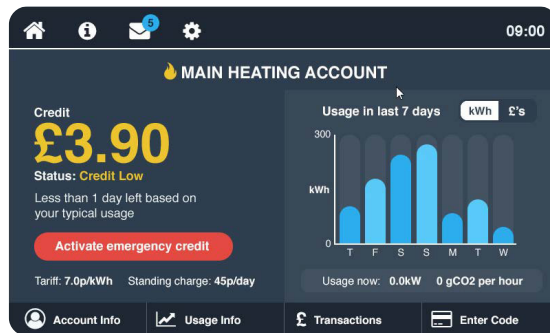 5
09:00
MAIN HEATING ACCOUNT
Credit
£3.90
Status: Credit Low
Less than 1 day left based on
your typical usage
Activate emergency credit
Tariff: 7.0p/kWh Standing charge: 45p/day
Usage in last 7 days
kWh £'s
300
kWh
0
T F S S M T W
Usage now: 0.0kW 0 gCO2 per hour
Account Info
Usage Info
£ Transactions
Enter Code